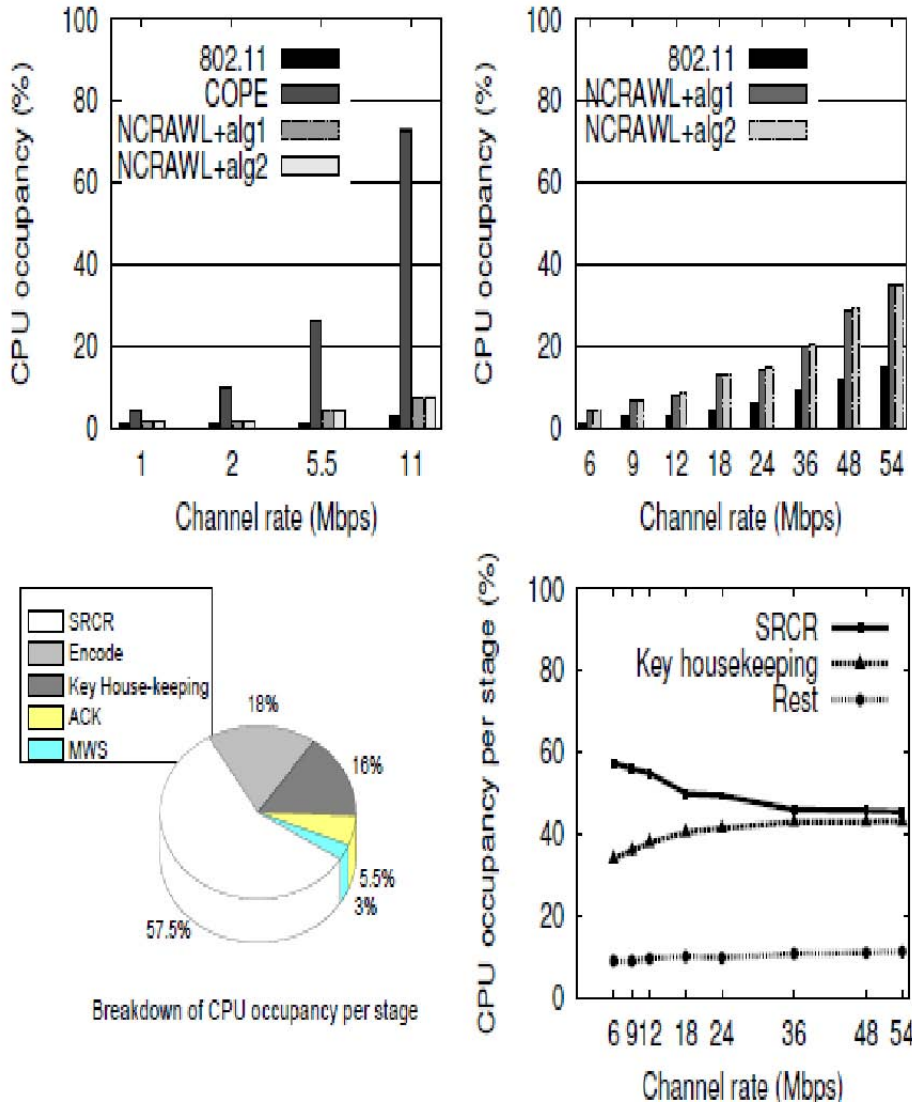 CPU occupancy (%)
100
80
60
40
20
0
802.11
COPE
NCRAWL+alg1
NCRAWL+alg2
1 2 5.5 11
Channel rate (Mbps)
CPU occupancy (%)
100
80
60
40
20
0
802.11
NCRAWL+alg1
NCRAWL+alg2
6 9 12 18 24 36 48 54
Channel rate (Mbps)
SRCR
Encode
Key House-keeping
ACK
MWS
18%
16%
5.5%
3%
57.5%
Breakdown of CPU occupancy per stage
CPU occupancy per stage (%)
100
80
60
40
20
0
SRCR
Key housekeeping
Rest
6 9 12 18 24 36 48 54
Channel rate (Mbps)